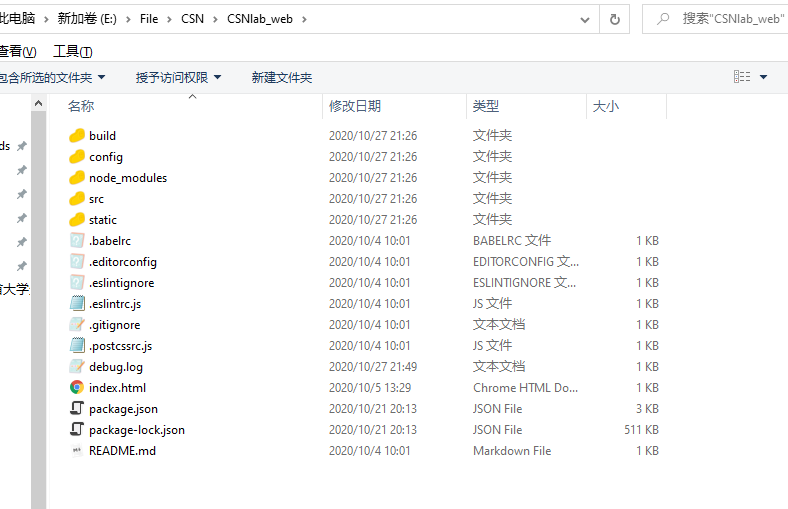 此电脑 › 新加卷 (E:) › File › CSN › CSNlab_web ›
搜索"CSNlab_web"
查看(V) 工具(T)
包含所选的文件夹 授予访问权限 新建文件夹
名称 修改日期 类型 大小
build 2020/10/27 21:26 文件夹
config 2020/10/27 21:26 文件夹
ds
node_modules 2020/10/27 21:26 文件夹
src 2020/10/27 21:26 文件夹
static 2020/10/27 21:26 文件夹
.babelrc 2020/10/4 10:01 BABELRC 文件 1 KB
.editorconfig 2020/10/4 10:01 EDITORCONFIG 文... 1 KB
.eslintignore 2020/10/4 10:01 ESLINTIGNORE 文... 1 KB
大学
.eslintrc.js 2020/10/4 10:01 JS 文件 1 KB
.gitignore 2020/10/4 10:01 文本文档 1 KB
.postcssrc.js 2020/10/4 10:01 JS 文件 1 KB
debug.log 2020/10/27 21:49 文本文档 1 KB
index.html 2020/10/5 13:29 Chrome HTML Do... 1 KB
package.json 2020/10/21 20:13 JSON File 3 KB
package-lock.json 2020/10/21 20:13 JSON File 511 KB
README.md 2020/10/4 10:01 Markdown File 1 KB